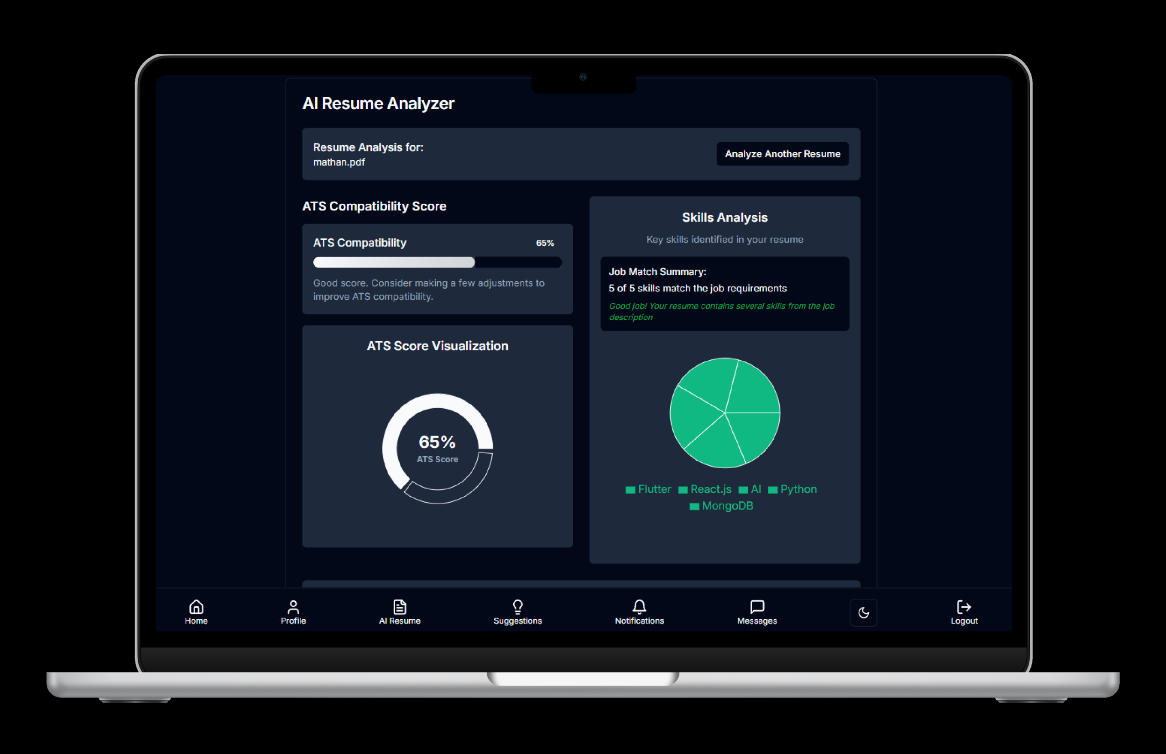 AI Resume Analyzer
Resume Analysis for:
mathan.pdf
Analyze Another Resume
ATS Compatibility Score
ATS Compatibility
65%
Good score. Consider making a few adjustments to
improve ATS compatibility.
ATS Score Visualization
65%
ATS Score
Skills Analysis
Key skills identified in your resume
Job Match Summary:
5 of 5 skills match the job requirements
Good job! Your resume contains several skills from the job
description
Flutter React.js AI Python
MongoDB
Home Profile AI Resume Suggestions Notifications Messages Logout